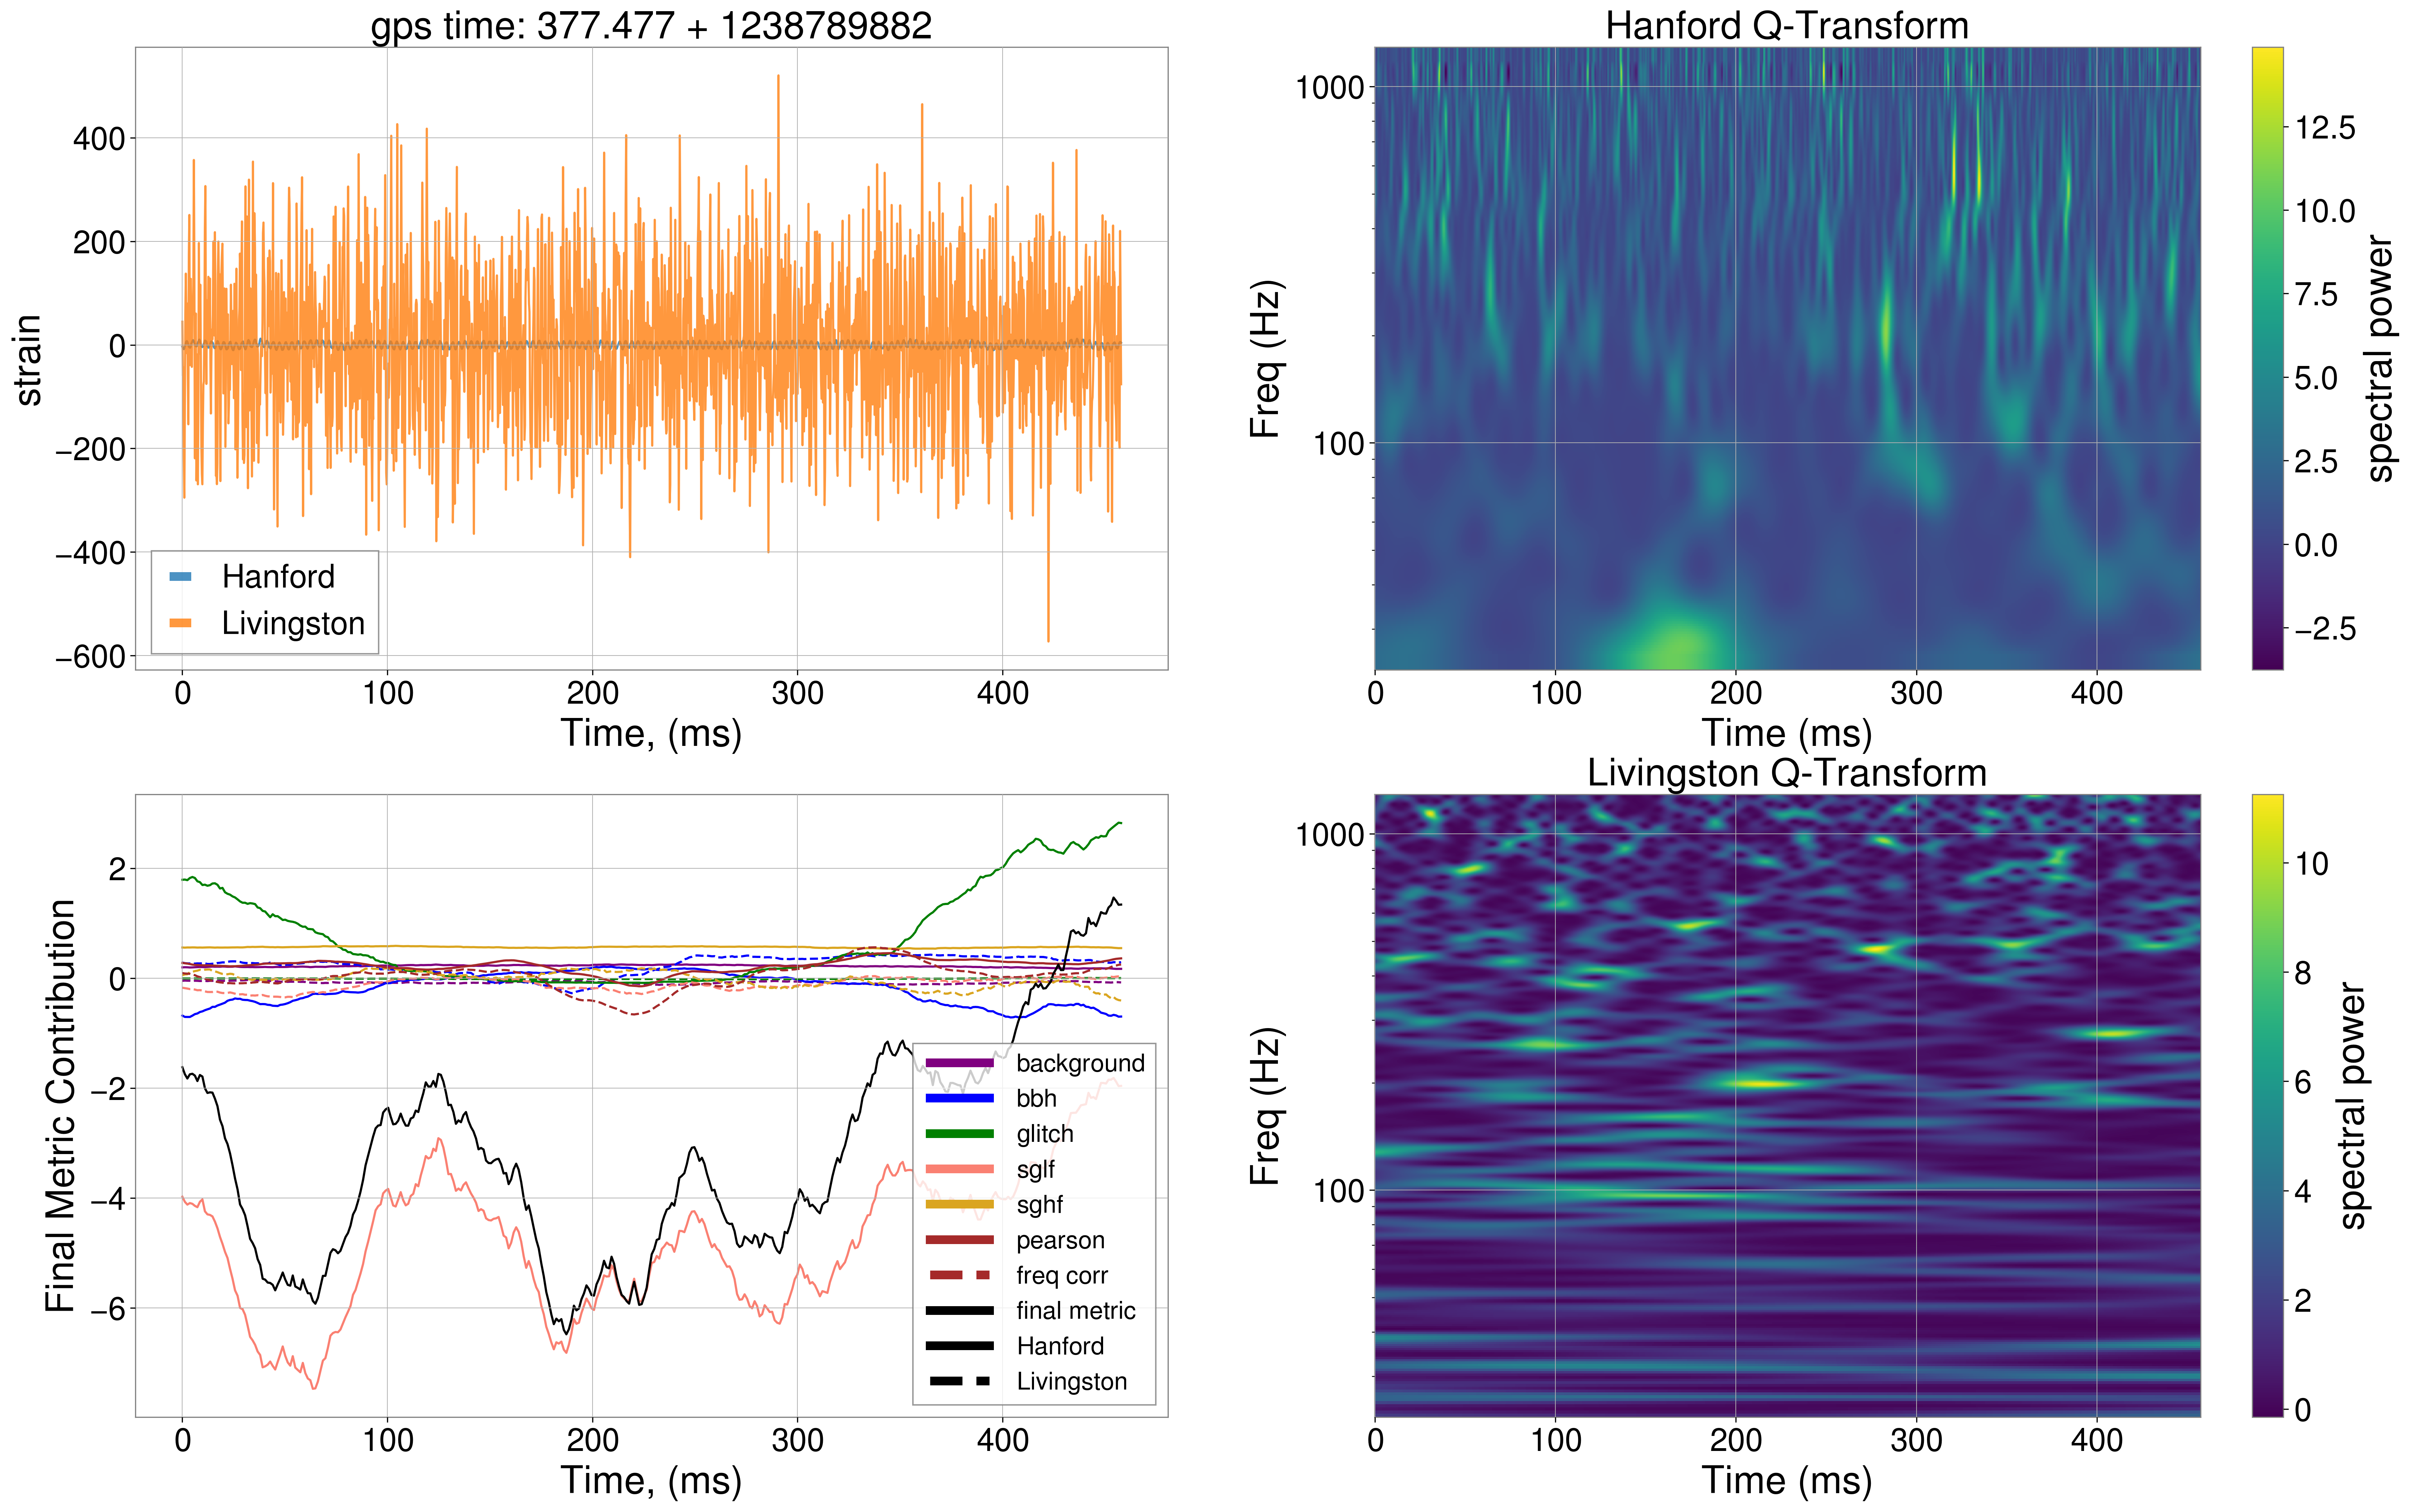 gps time: 377.477 + 1238789882
strain
400
200
0
−200
−400
−600
Hanford
Livingston
0 100 200 300 400
Time, (ms)
Hanford Q-Transform
Freq (Hz)
1000
100
0 100 200 300 400
Time (ms)
12.5
10.0
7.5
5.0
2.5
0.0
−2.5
spectral power
Final Metric Contribution
2
0
−2
−4
−6
background
bbh
glitch
sglf
sghf
pearson
freq corr
final metric
Hanford
Livingston
0 100 200 300 400
Time, (ms)
Livingston Q-Transform
Freq (Hz)
1000
100
0 100 200 300 400
Time (ms)
10
8
6
4
2
0
spectral power